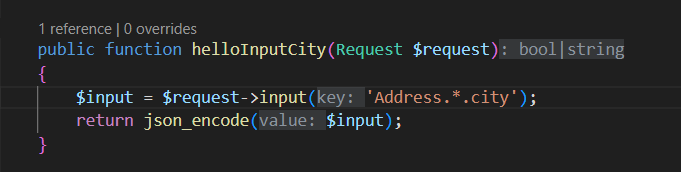 1 reference | 0 overrides
public function helloInputCity(Request $request): bool|string
{
$input = $request->input(key: 'Address.*.city');
return json_encode(value: $input);
}